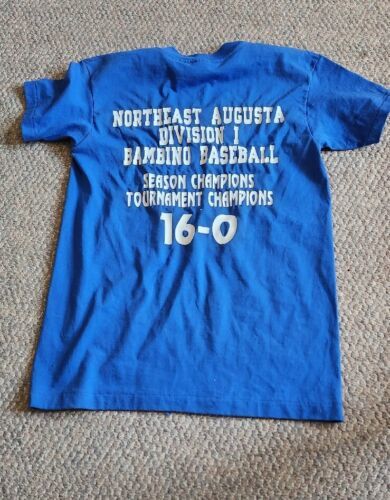 NORTHEAST AUGUSTA
DIVISION I
BAMBINO BASEBALL
SEASON CHAMPIONS
TOURNAMENT CHAMPIONS
16-0